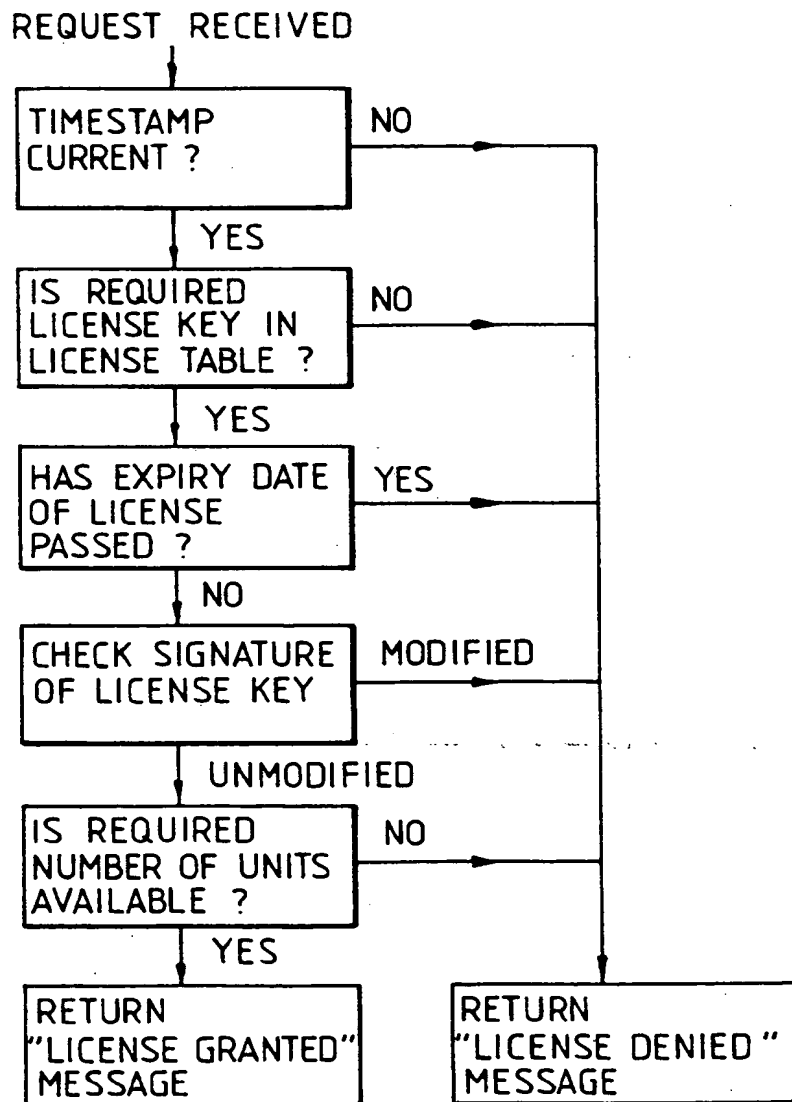 REQUEST RECEIVED
TIMESTAMP
CURRENT ?
NO
YES
IS REQUIRED
LICENSE KEY IN
LICENSE TABLE ?
NO
YES
HAS EXPIRY DATE
OF LICENSE
PASSED ?
YES
NO
CHECK SIGNATURE
OF LICENSE KEY
MODIFIED
UNMODIFIED
IS REQUIRED
NUMBER OF UNITS
AVAILABLE ?
NO
YES
RETURN
"LICENSE GRANTED"
MESSAGE
RETURN
"LICENSE DENIED"
MESSAGE